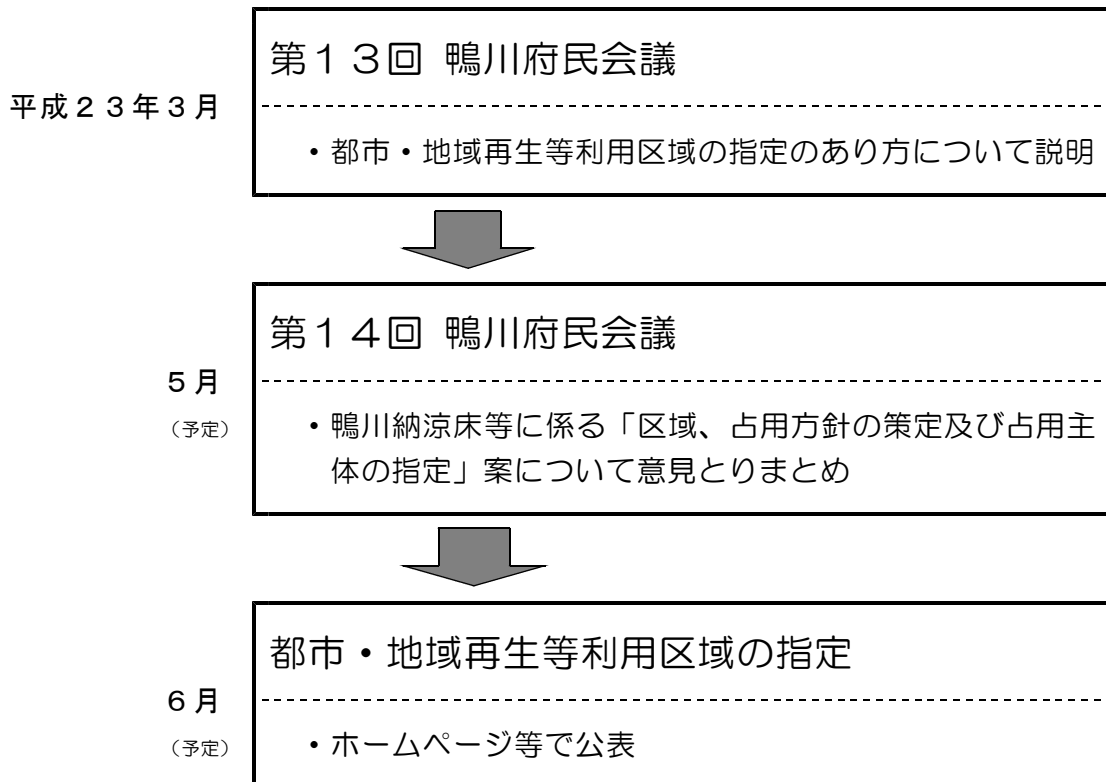 第１３回 鴨川府民会議
平成２３年３月
・都市・地域再生等利用区域の指定のあり方について説明
第１４回 鴨川府民会議
５月
（予定）
・鴨川納涼床等に係る「区域、占用方針の策定及び占用主
体の指定」案について意見とりまとめ
都市・地域再生等利用区域の指定
６月
（予定）
・ホームページ等で公表